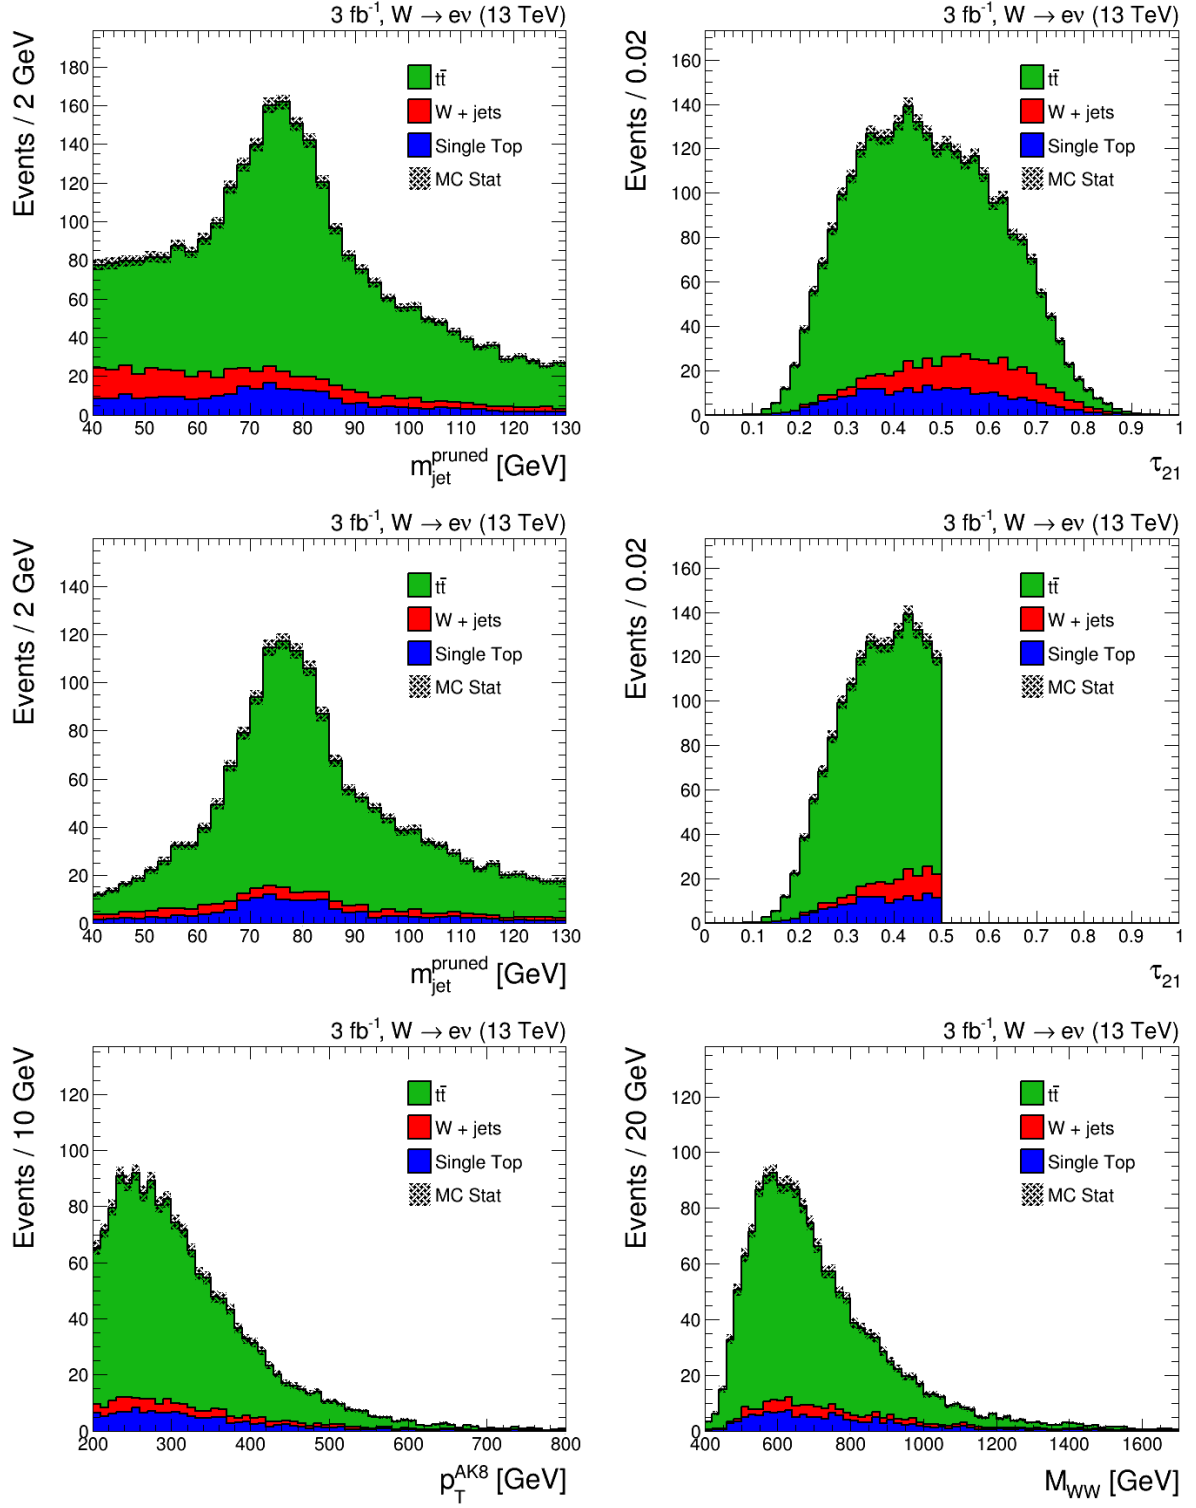 3 fb⁻¹, W → eν (13 TeV)
Events / 2 GeV
180
160
140
120
100
80
60
40
20
0
tt̄
W + jets
Single Top
MC Stat
40 50 60 70 80 90 100 110 120 130
m_jet^pruned [GeV]
3 fb⁻¹, W → eν (13 TeV)
Events / 0.02
160
140
120
100
80
60
40
20
0
tt̄
W + jets
Single Top
MC Stat
0 0.1 0.2 0.3 0.4 0.5 0.6 0.7 0.8 0.9 1
τ₂₁
3 fb⁻¹, W → eν (13 TeV)
Events / 2 GeV
140
120
100
80
60
40
20
0
tt̄
W + jets
Single Top
MC Stat
40 50 60 70 80 90 100 110 120 130
m_jet^pruned [GeV]
3 fb⁻¹, W → eν (13 TeV)
Events / 0.02
160
140
120
100
80
60
40
20
0
tt̄
W + jets
Single Top
MC Stat
0 0.1 0.2 0.3 0.4 0.5 0.6 0.7 0.8 0.9 1
τ₂₁
3 fb⁻¹, W → eν (13 TeV)
Events / 10 GeV
120
100
80
60
40
20
0
tt̄
W + jets
Single Top
MC Stat
200 300 400 500 600 700 800
p_T^AK8 [GeV]
3 fb⁻¹, W → eν (13 TeV)
Events / 20 GeV
120
100
80
60
40
20
0
tt̄
W + jets
Single Top
MC Stat
400 600 800 1000 1200 1400 1600
M_WW [GeV]